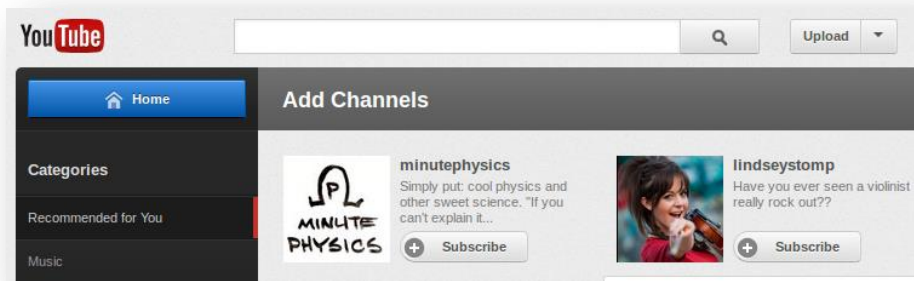 YouTube
Upload
Home
Add Channels
Categories
Recommended for You
Music
P
MINUTE
PHYSICS
minutephysics
Simply put: cool physics and
other sweet science. "If you
can't explain it...
Subscribe
lindseystomp
Have you ever seen a violinist
really rock out??
Subscribe